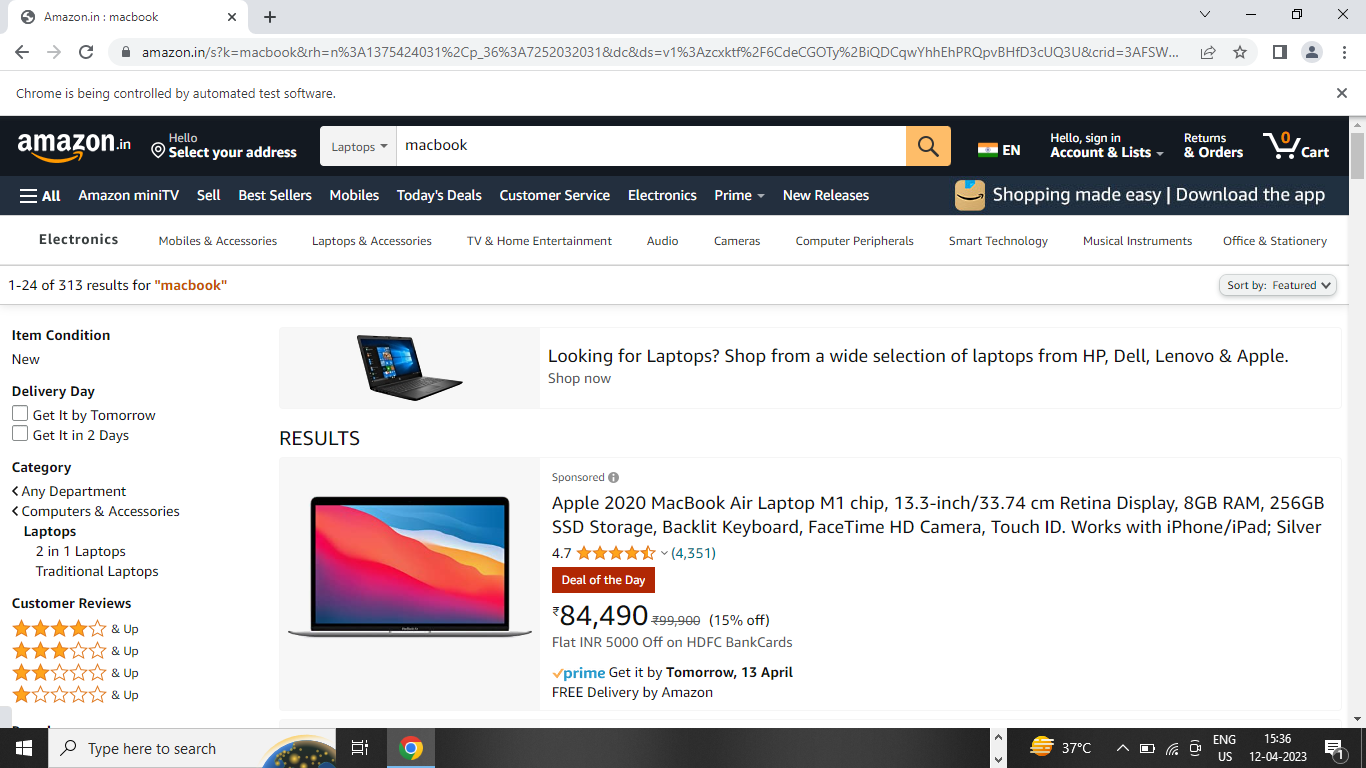 Amazon.in : macbook
amazon.in/s?k=macbook&rh=n%3A1375424031%2Cp_36%3A7252032031&dc&ds=v1%3Azcxktf%2F6CdeCGOTy%2BiQDCqwYhhEhPRQpvBHfD3cUQ3U&crid=3AFSW...
Chrome is being controlled by automated test software.
amazon.in
Hello
Select your address
Laptops
macbook
EN
Hello, sign in
Account & Lists
Returns
& Orders
0
Cart
All Amazon miniTV Sell Best Sellers Mobiles Today's Deals Customer Service Electronics Prime New Releases
Shopping made easy | Download the app
Electronics Mobiles & Accessories Laptops & Accessories TV & Home Entertainment Audio Cameras Computer Peripherals Smart Technology Musical Instruments Office & Stationery
1-24 of 313 results for "macbook"
Sort by: Featured
Item Condition
New
Delivery Day
Get It by Tomorrow
Get It in 2 Days
Category
Any Department
Computers & Accessories
Laptops
2 in 1 Laptops
Traditional Laptops
Customer Reviews
& Up
& Up
& Up
& Up
Looking for Laptops? Shop from a wide selection of laptops from HP, Dell, Lenovo & Apple.
Shop now
RESULTS
Sponsored
Apple 2020 MacBook Air Laptop M1 chip, 13.3-inch/33.74 cm Retina Display, 8GB RAM, 256GB
SSD Storage, Backlit Keyboard, FaceTime HD Camera, Touch ID. Works with iPhone/iPad; Silver
4.7 (4,351)
Deal of the Day
₹84,490 ₹99,900 (15% off)
Flat INR 5000 Off on HDFC BankCards
prime Get it by Tomorrow, 13 April
FREE Delivery by Amazon
Type here to search
37°C
ENG
US
15:36
12-04-2023
1